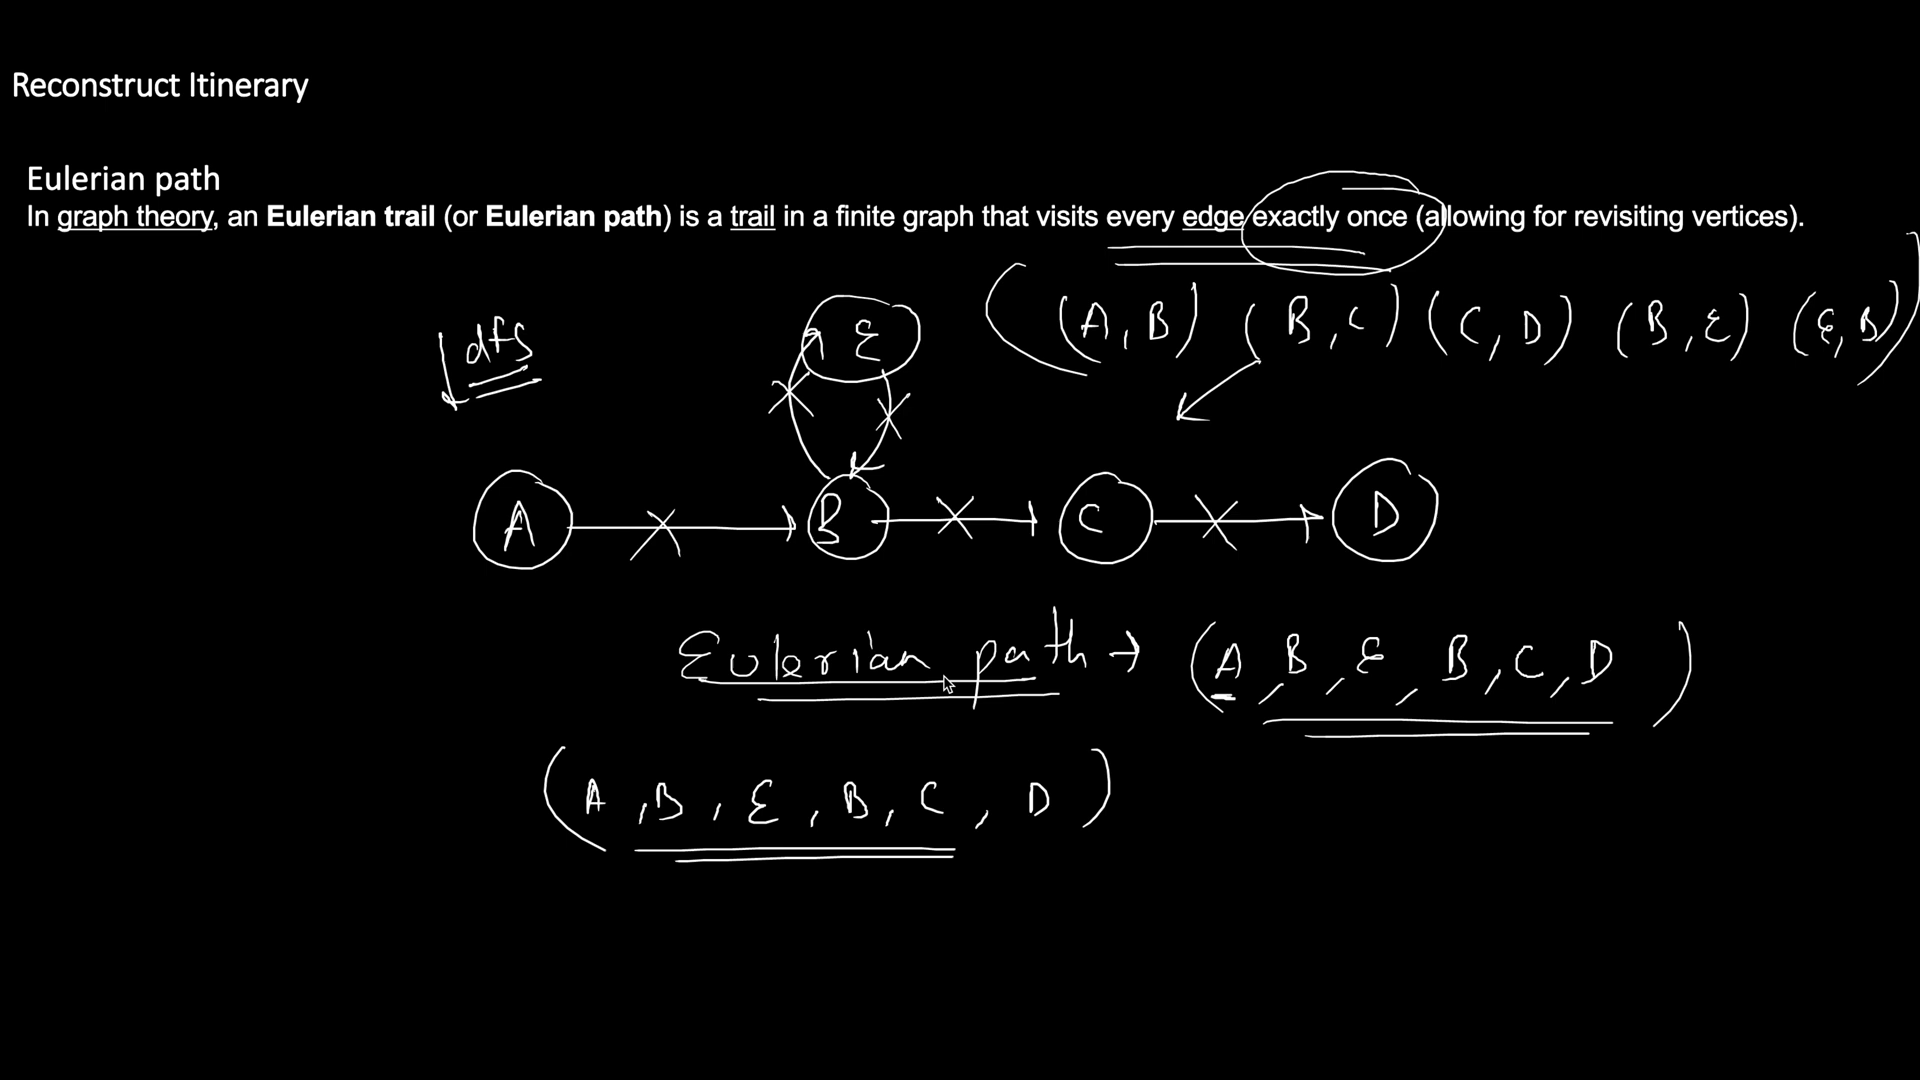 Reconstruct Itinerary
Eulerian path
In graph theory, an Eulerian trail (or Eulerian path) is a trail in a finite graph that visits every edge exactly once (allowing for revisiting vertices).
((A, B) (B, C) (C, D) (B, E) (E, B))
dfs
E
A B C D
Eulerian path → (A, B, E, B, C, D)
(A, B, E, B, C, D)